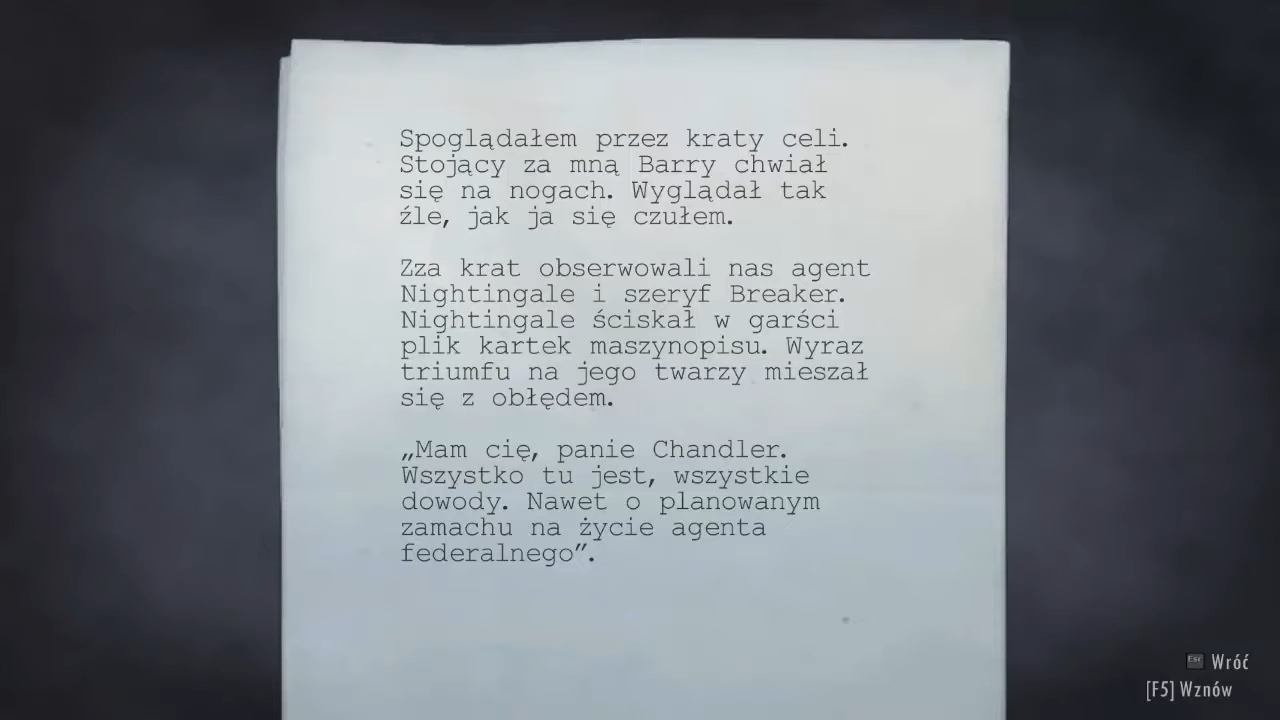 Spoglądałem przez kraty celi.
Stojący za mną Barry chwiał
się na nogach. Wyglądał tak
źle, jak ja się czułem.
Zza krat obserwowali nas agent
Nightingale i szeryf Breaker.
Nightingale ściskał w garści
plik kartek maszynopisu. Wyraz
triumfu na jego twarzy mieszał
się z obłędem.
„Mam cię, panie Chandler.
Wszystko tu jest, wszystkie
dowody. Nawet o planowanym
zamachu na życie agenta
federalnego”.
Esc Wróć
[F5] Wznów